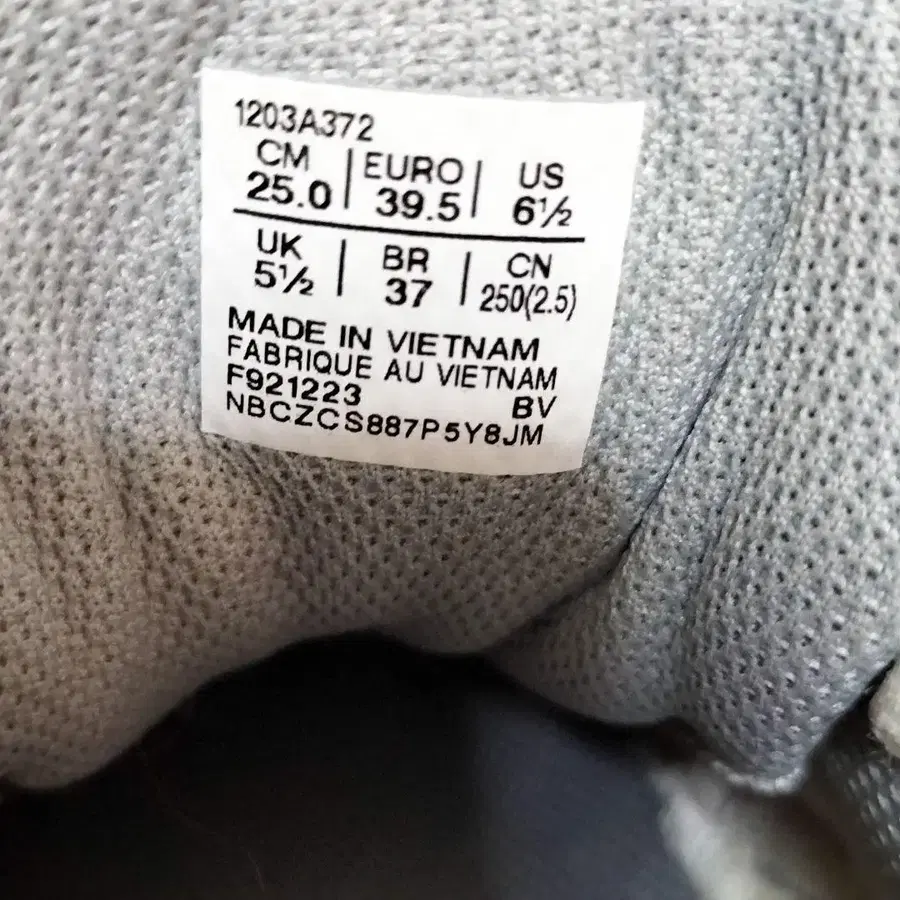 1203A372
CM | EURO | US
25.0 | 39.5 | 6½
UK | BR | CN
5½ | 37 | 250(2.5)
MADE IN VIETNAM
FABRIQUE AU VIETNAM
F921223 BV
NBCZCS887P5Y8JM